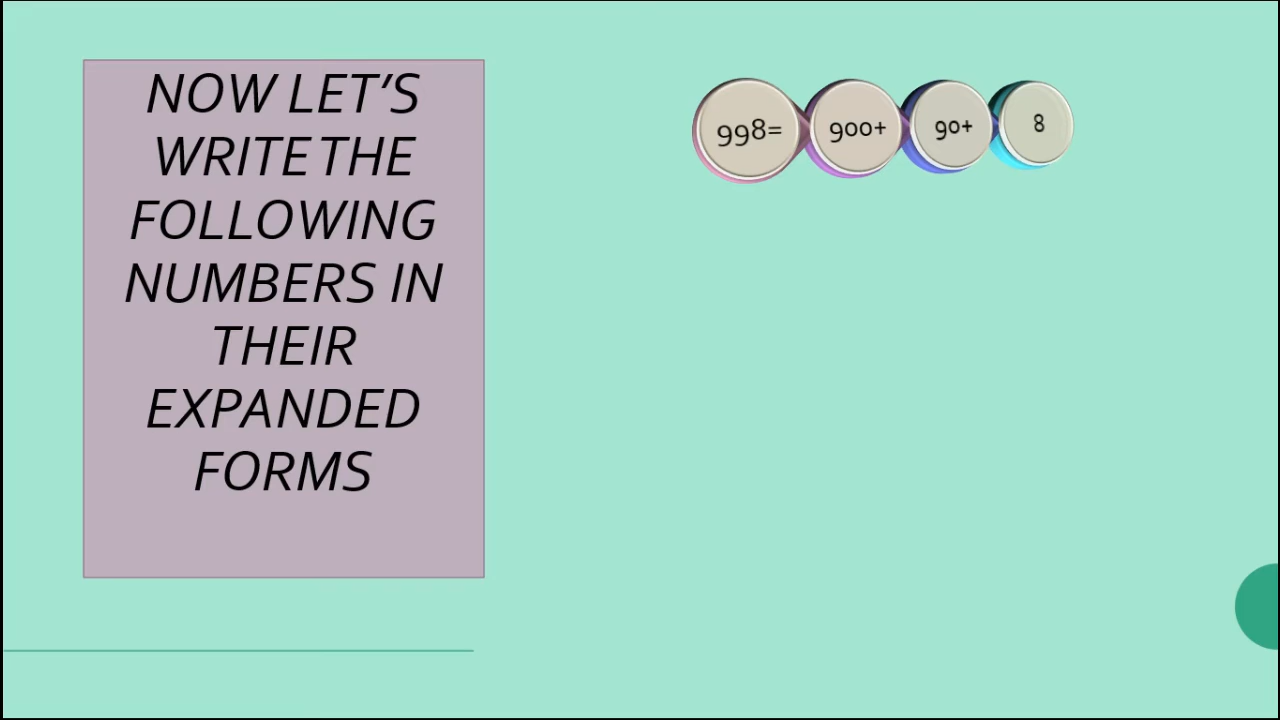 NOW LET'S
WRITE THE
FOLLOWING
NUMBERS IN
THEIR
EXPANDED
FORMS
998= 900+ 90+ 8